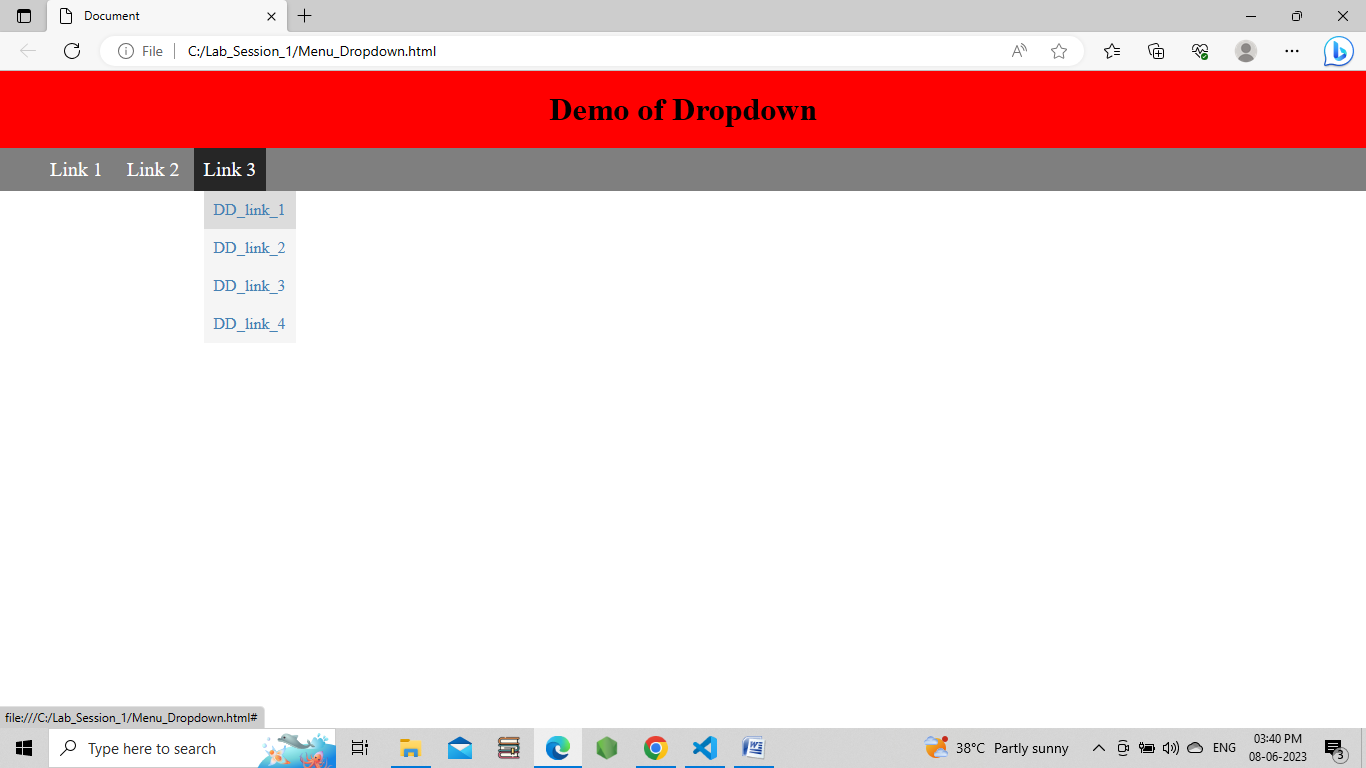 Document
File C:/Lab_Session_1/Menu_Dropdown.html
Demo of Dropdown
Link 1 Link 2 Link 3
DD_link_1
DD_link_2
DD_link_3
DD_link_4
file:///C:/Lab_Session_1/Menu_Dropdown.html#
Type here to search
38°C Partly sunny
ENG
03:40 PM
08-06-2023
3